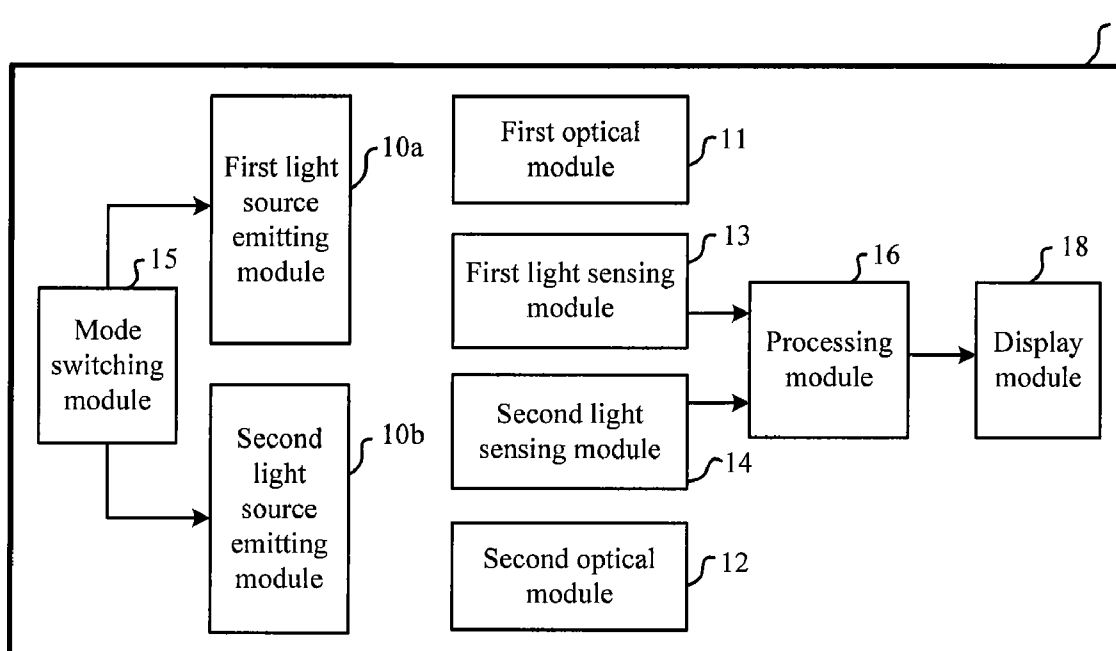 First light
source
emitting
module
10a
First optical
module
11
15
Mode
switching
module
First light sensing
module
13
16
Processing
module
18
Display
module
Second
light
source
emitting
module
10b
Second light
sensing module
14
Second optical
module
12